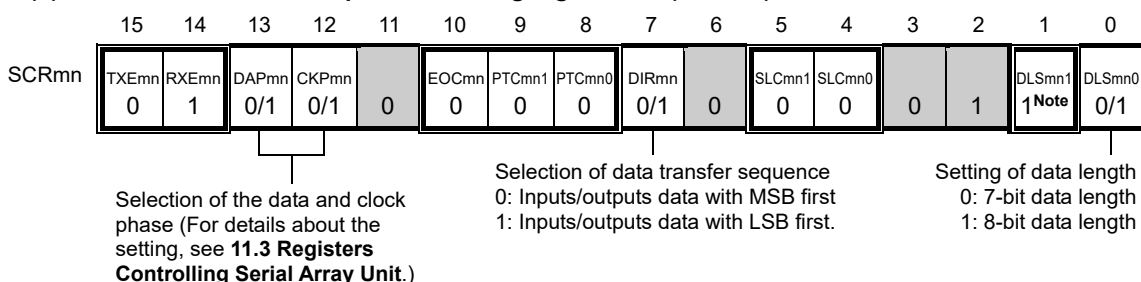 15 14 13 12 11 10 9 8 7 6 5 4 3 2 1 0
SCRmn TXEmn RXEmn DAPmn CKPmn EOCmn PTCmn1 PTCmn0 DIRmn SLCmn1 SLCmn0 DLSmn1 DLSmn0
0 1 0/1 0/1 0 0 0 0 0/1 0 0 0 0 1 1 Note 0/1
Selection of the data and clock
phase (For details about the
setting, see 11.3 Registers
Controlling Serial Array Unit.)
Selection of data transfer sequence
0: Inputs/outputs data with MSB first
1: Inputs/outputs data with LSB first.
Setting of data length
0: 7-bit data length
1: 8-bit data length